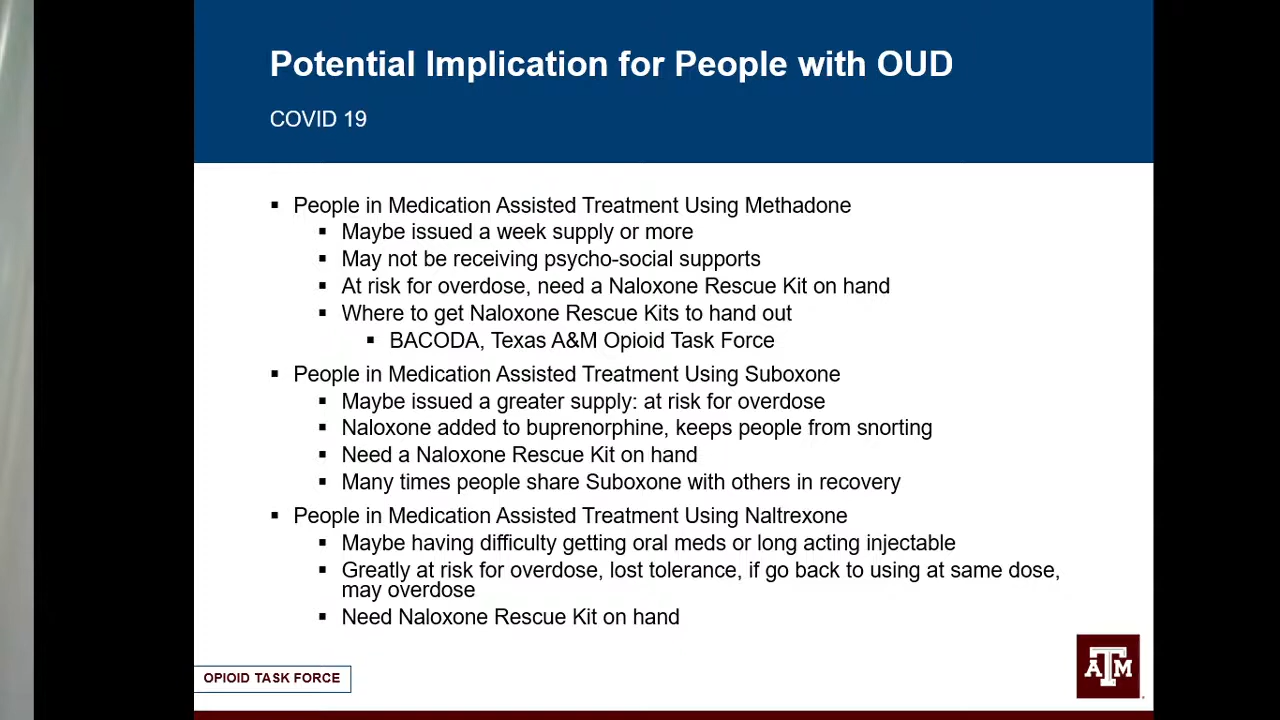 Potential Implication for People with OUD
COVID 19
▪ People in Medication Assisted Treatment Using Methadone
▪ Maybe issued a week supply or more
▪ May not be receiving psycho-social supports
▪ At risk for overdose, need a Naloxone Rescue Kit on hand
▪ Where to get Naloxone Rescue Kits to hand out
▪ BACODA, Texas A&M Opioid Task Force
▪ People in Medication Assisted Treatment Using Suboxone
▪ Maybe issued a greater supply: at risk for overdose
▪ Naloxone added to buprenorphine, keeps people from snorting
▪ Need a Naloxone Rescue Kit on hand
▪ Many times people share Suboxone with others in recovery
▪ People in Medication Assisted Treatment Using Naltrexone
▪ Maybe having difficulty getting oral meds or long acting injectable
▪ Greatly at risk for overdose, lost tolerance, if go back to using at same dose,
may overdose
▪ Need Naloxone Rescue Kit on hand
OPIOID TASK FORCE
ATM